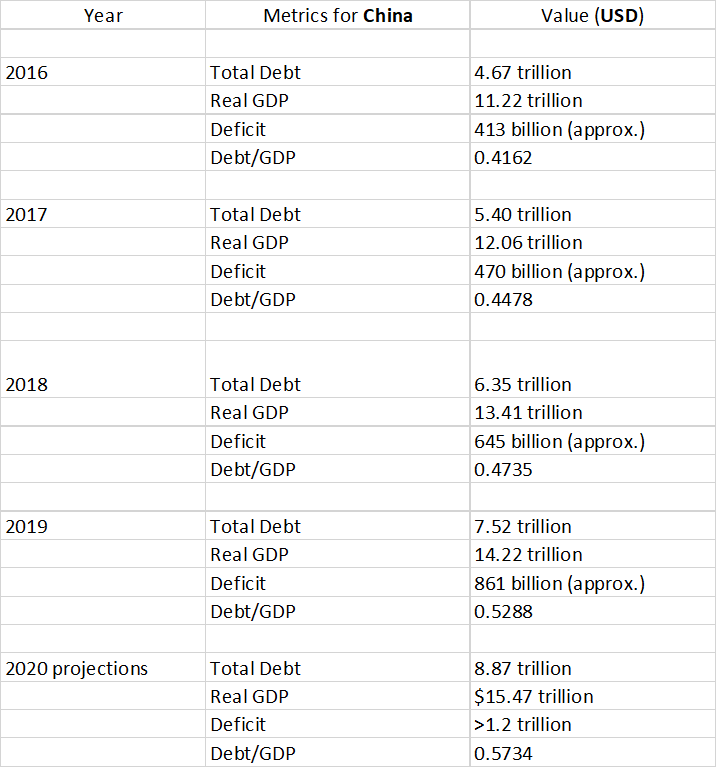 Year Metrics for China Value (USD)
2016 Total Debt 4.67 trillion
Real GDP 11.22 trillion
Deficit 413 billion (approx.)
Debt/GDP 0.4162
2017 Total Debt 5.40 trillion
Real GDP 12.06 trillion
Deficit 470 billion (approx.)
Debt/GDP 0.4478
2018 Total Debt 6.35 trillion
Real GDP 13.41 trillion
Deficit 645 billion (approx.)
Debt/GDP 0.4735
2019 Total Debt 7.52 trillion
Real GDP 14.22 trillion
Deficit 861 billion (approx.)
Debt/GDP 0.5288
2020 projections Total Debt 8.87 trillion
Real GDP $15.47 trillion
Deficit >1.2 trillion
Debt/GDP 0.5734